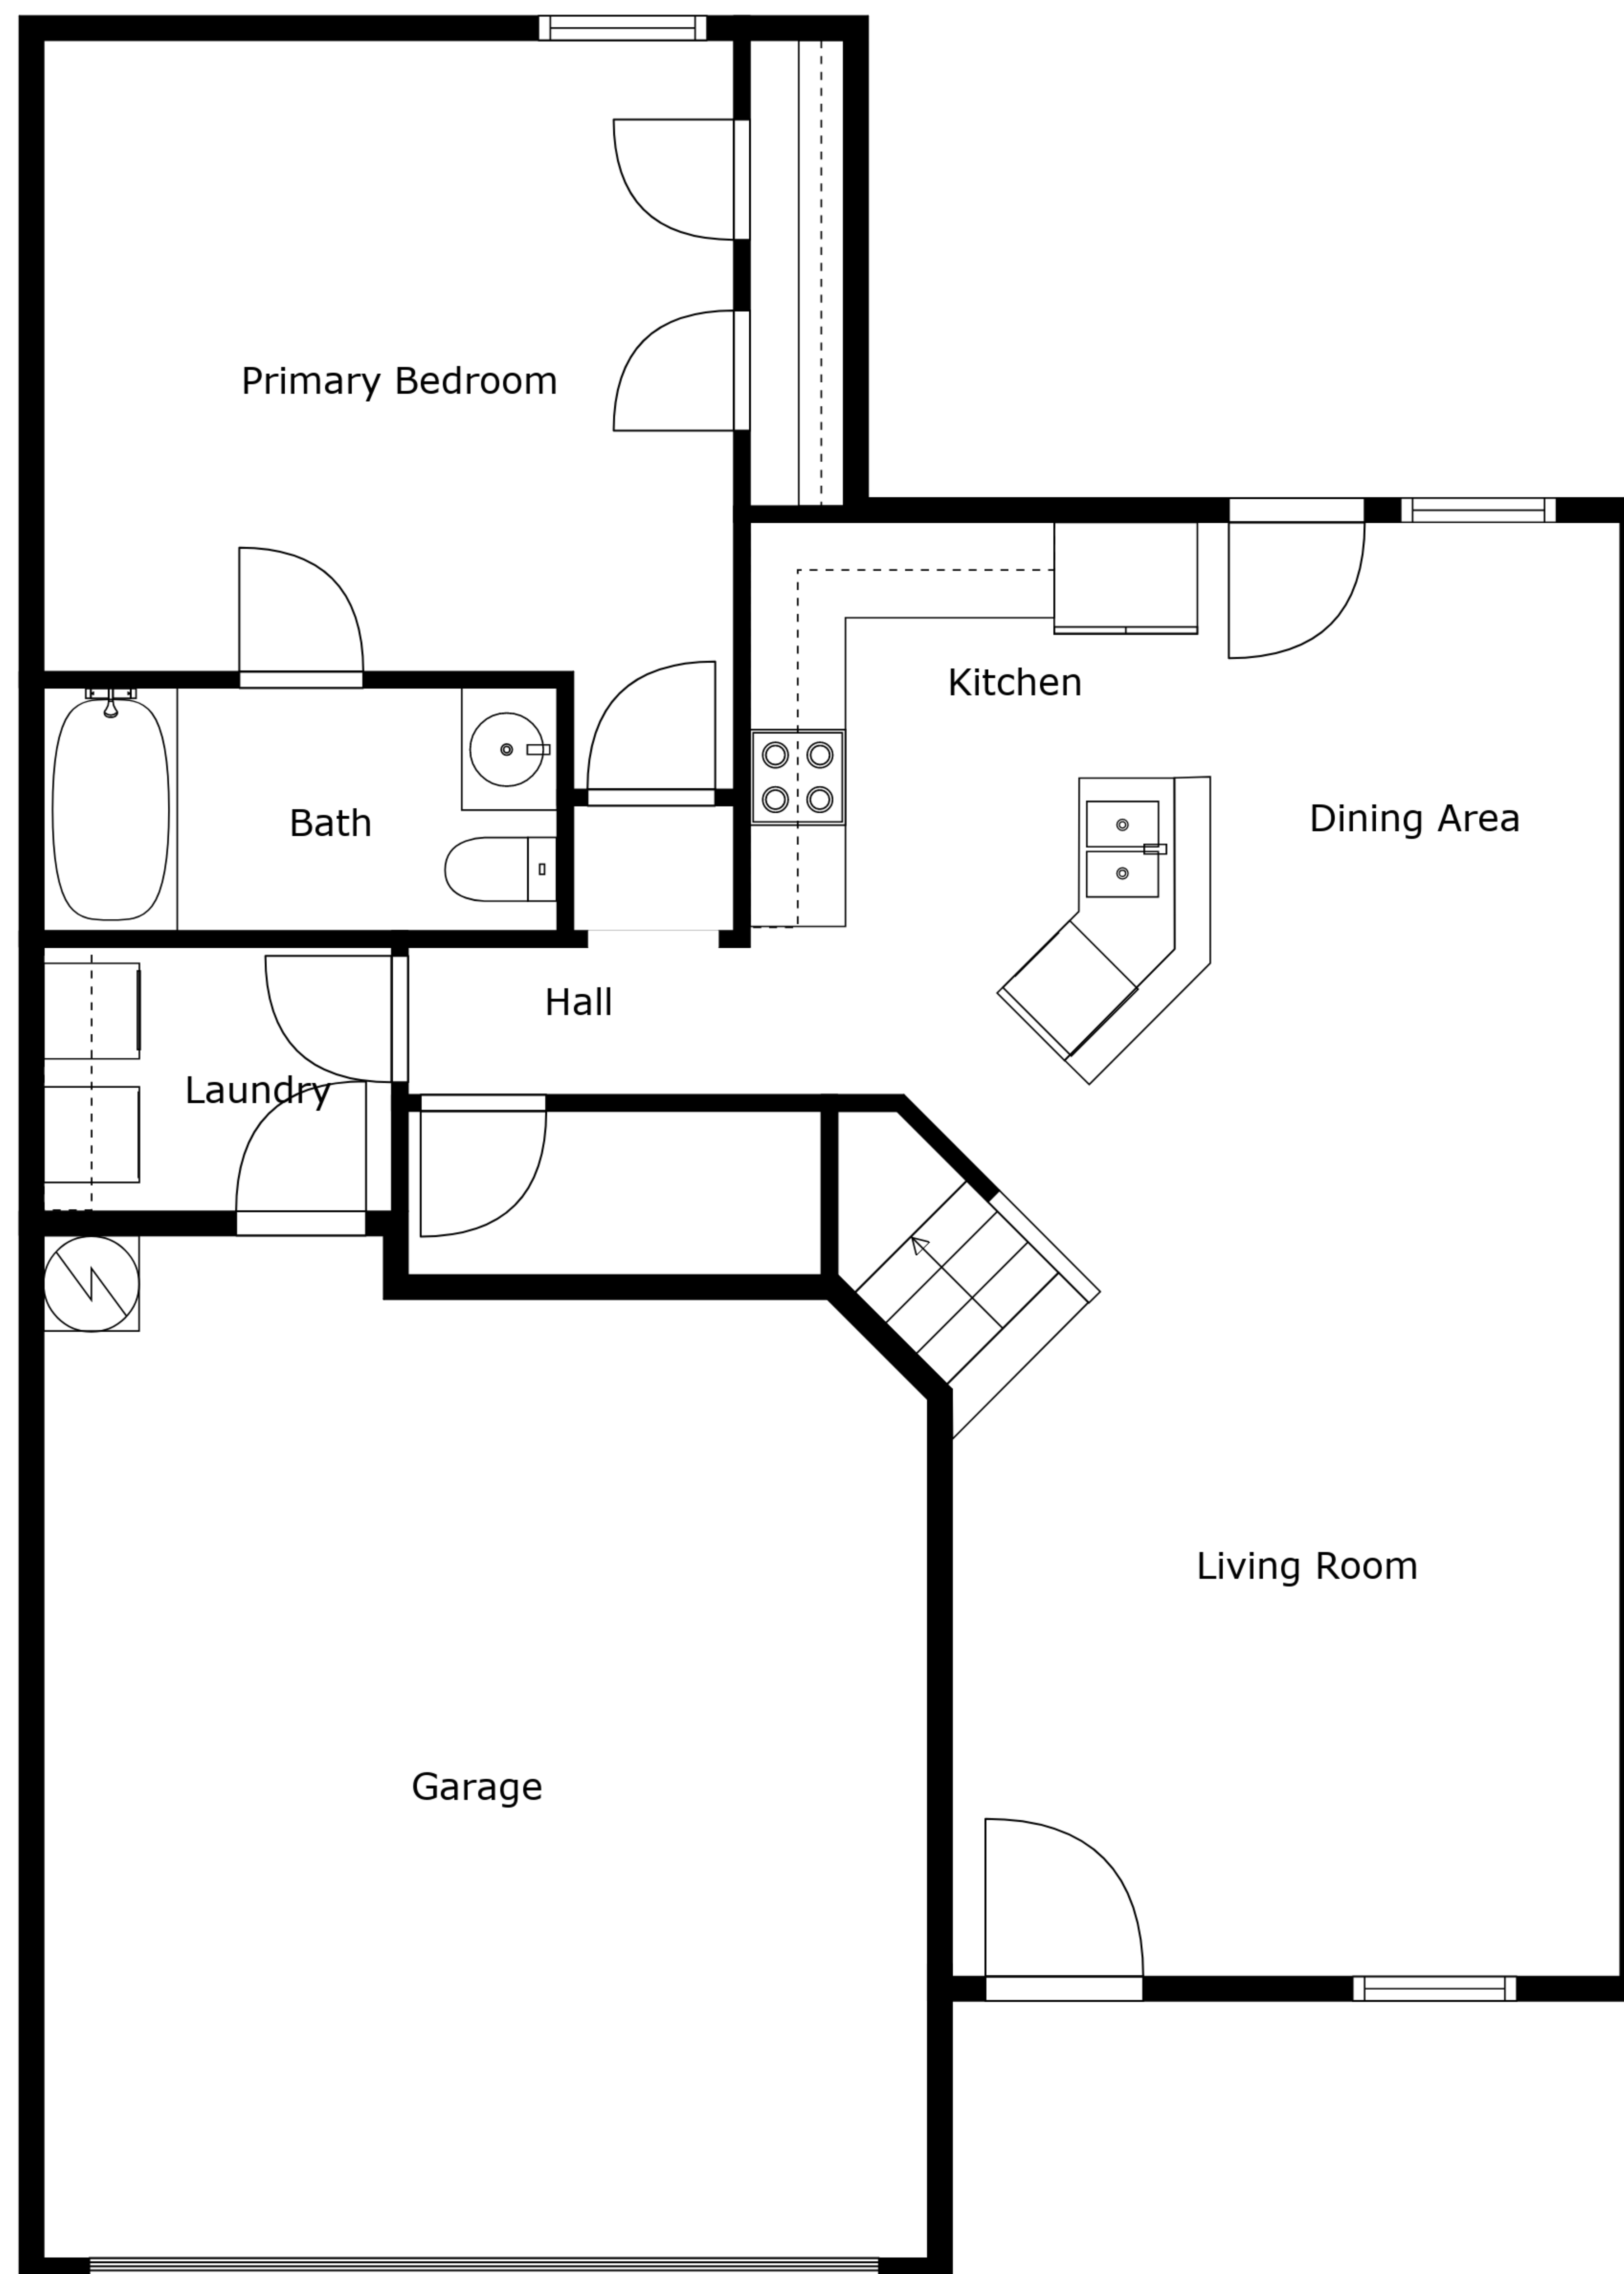 Primary Bedroom
Kitchen
Dining Area
Bath
Hall
Laundry
Living Room
Garage